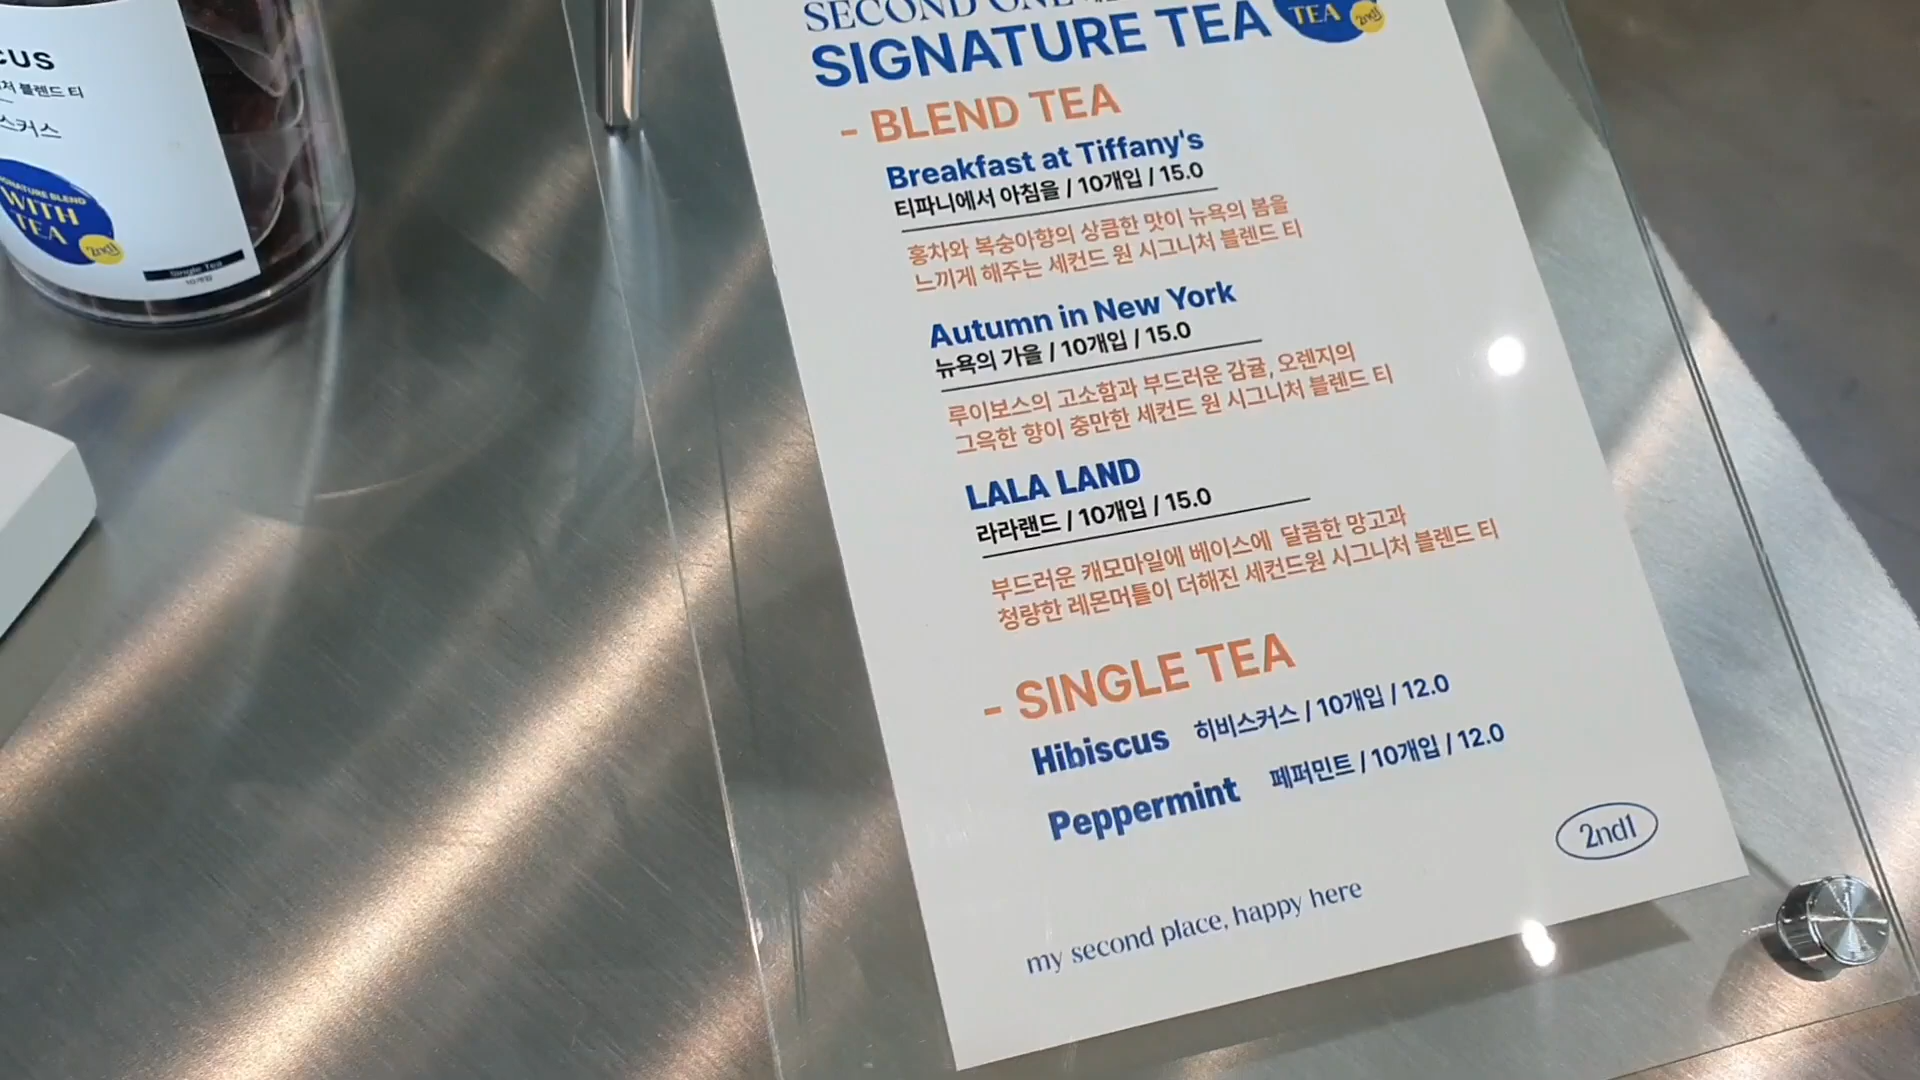 SECOND ONE
SIGNATURE TEA
TEA
2nd1
- BLEND TEA
Breakfast at Tiffany's
티파니에서 아침을 / 10개입 / 15.0
홍차와 복숭아향의 상큼한 맛이 뉴욕의 봄을
느끼게 해주는 세컨드 원 시그니처 블렌드 티
Autumn in New York
뉴욕의 가을 / 10개입 / 15.0
루이보스의 고소함과 부드러운 감귤, 오렌지의
그윽한 향이 충만한 세컨드 원 시그니처 블렌드 티
LALA LAND
라라랜드 / 10개입 / 15.0
부드러운 캐모마일에 베이스에 달콤한 망고과
청량한 레몬머틀이 더해진 세컨드원 시그니처 블렌드 티
- SINGLE TEA
Hibiscus 히비스커스 / 10개입 / 12.0
Peppermint 페퍼민트 / 10개입 / 12.0
2nd1
my second place, happy here
CUS
처 블렌드 티
스커스
SIGNATURE BLEND
WITH
TEA
2nd1
Single Tea
10개입